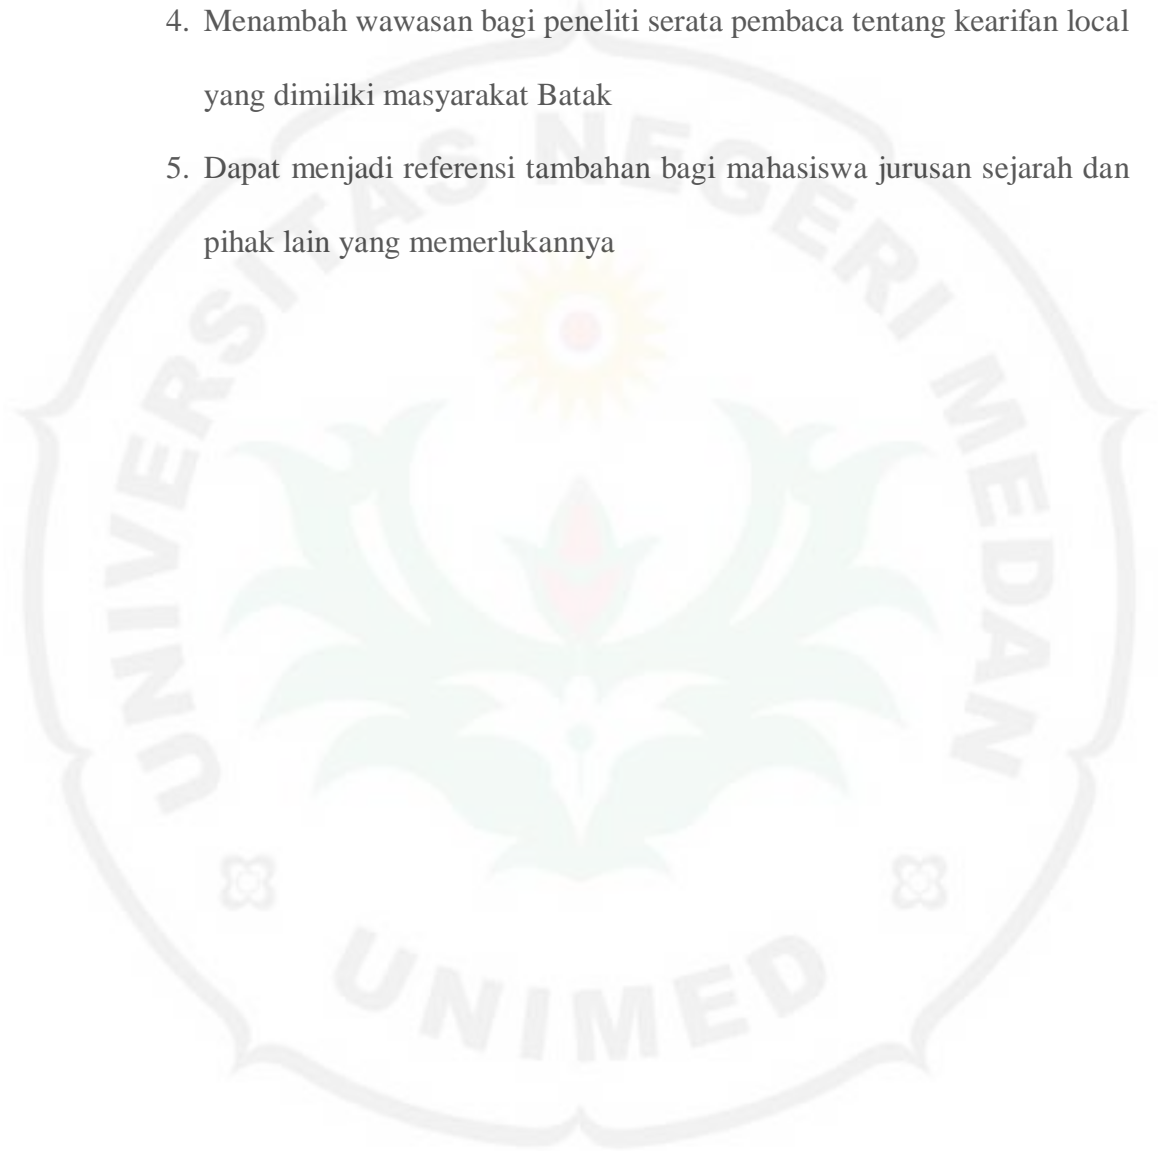 4. Menambah wawasan bagi peneliti serata pembaca tentang kearifan local
yang dimiliki masyarakat Batak
5. Dapat menjadi referensi tambahan bagi mahasiswa jurusan sejarah dan
pihak lain yang memerlukannya
UNIVERSITAS NEGERI MEDAN
UNIMED